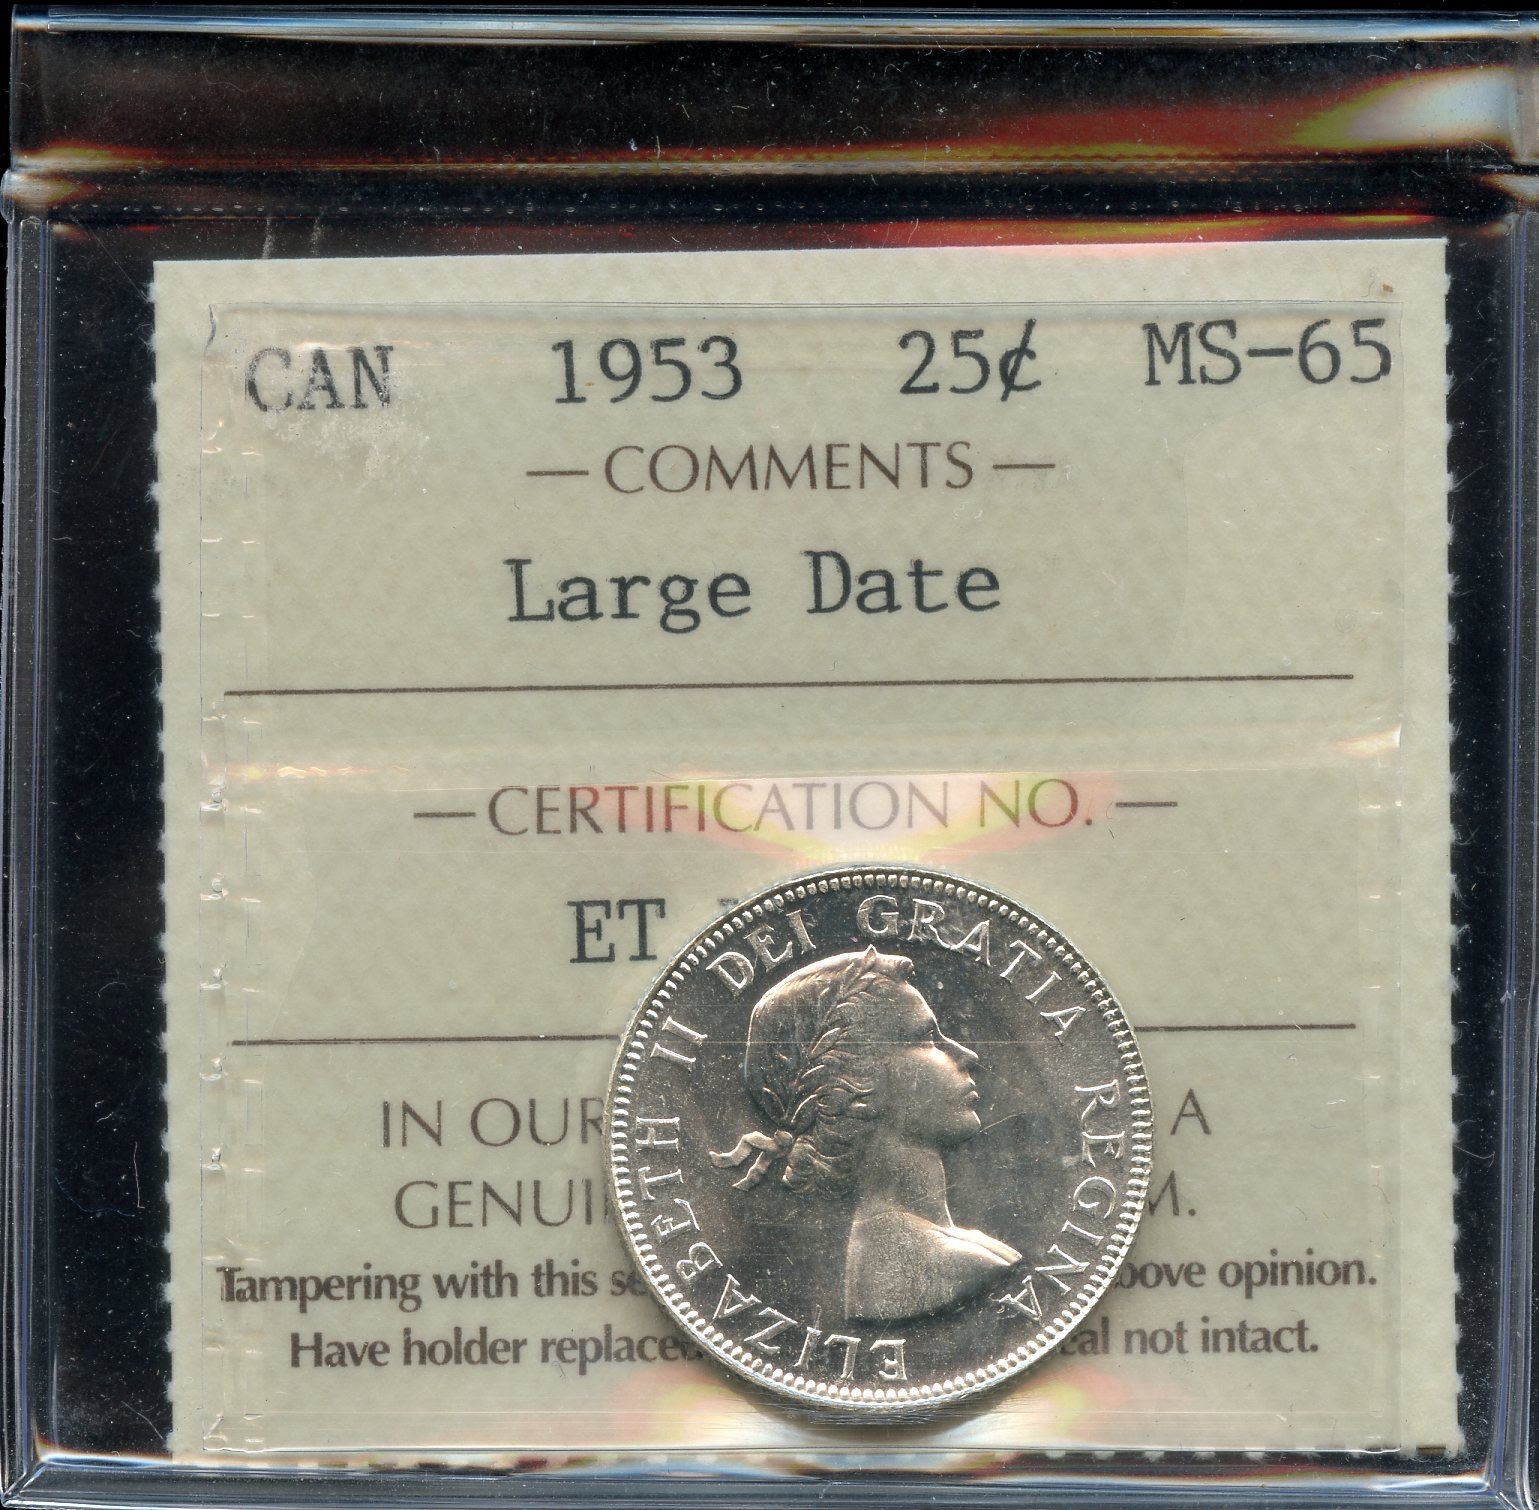 CAN 1953 25¢ MS-65
— COMMENTS —
Large Date
— CERTIFICATION NO. —
ET
IN OUR A
GENUI M.
Tampering with this se bove opinion.
Have holder replaced eal not intact.
ELIZABETH II DEI GRATIA REGINA